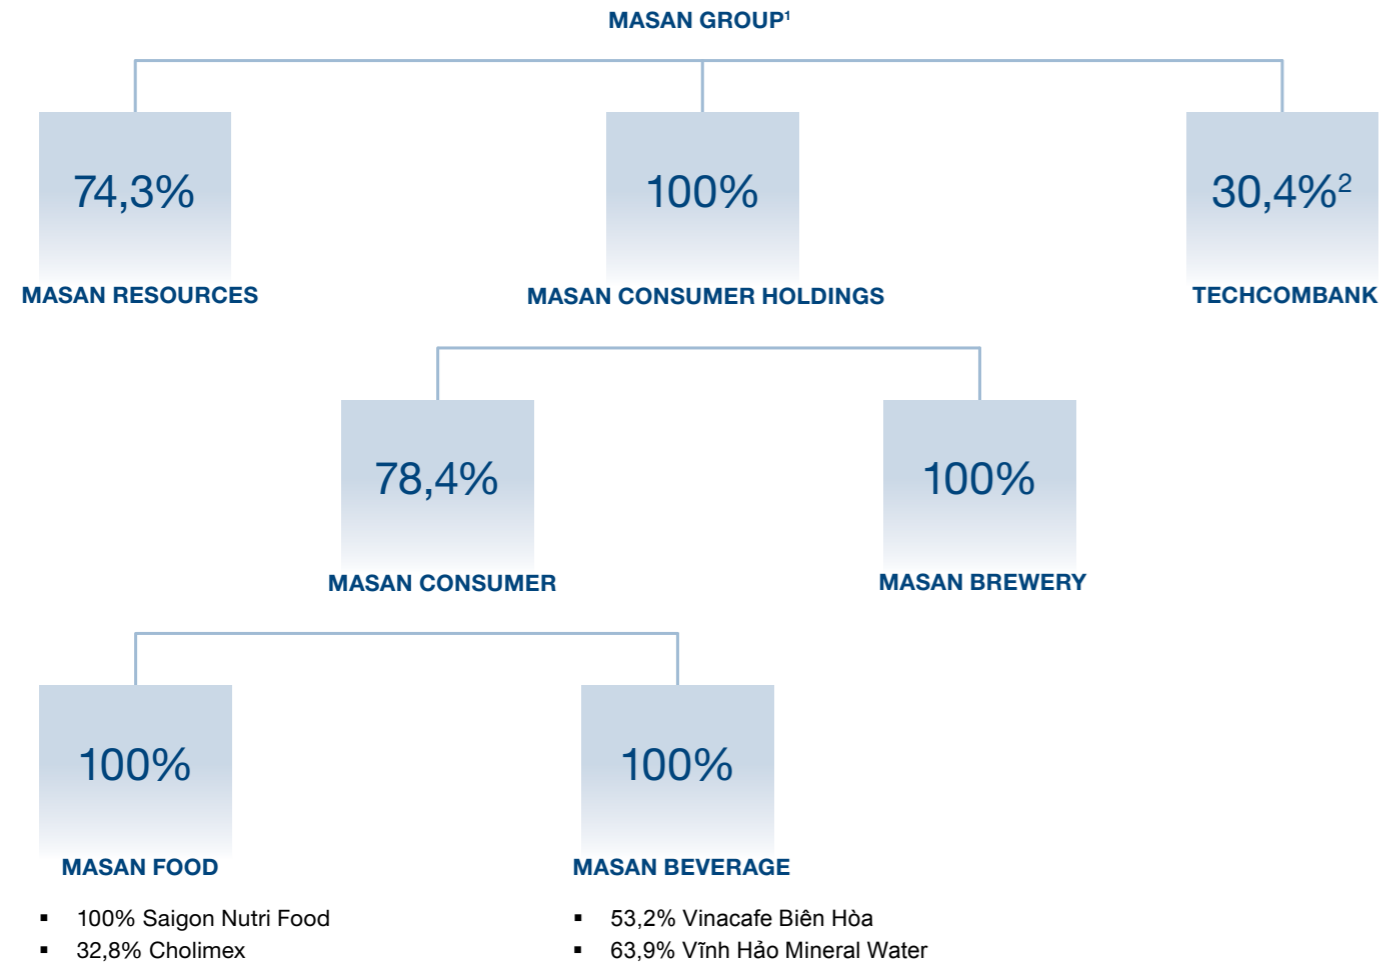 MASAN GROUP¹
74,3%
100%
30,4%²
MASAN RESOURCES
MASAN CONSUMER HOLDINGS
TECHCOMBANK
78,4%
100%
MASAN CONSUMER
MASAN BREWERY
100%
100%
MASAN FOOD
MASAN BEVERAGE
▪ 100% Saigon Nutri Food
▪ 32,8% Cholimex
▪ 53,2% Vinacafe Biên Hòa
▪ 63,9% Vĩnh Hảo Mineral Water